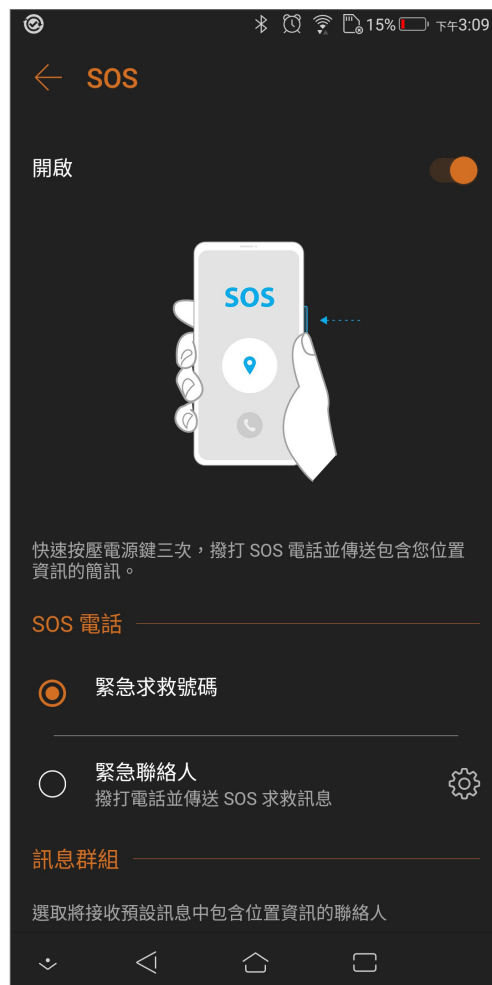 15% 下午3:09
SOS
開啟
SOS
快速按壓電源鍵三次，撥打 SOS 電話並傳送包含您位置
資訊的簡訊。
SOS 電話
緊急求救號碼
緊急聯絡人
撥打電話並傳送 SOS 求救訊息
訊息群組
選取將接收預設訊息中包含位置資訊的聯絡人